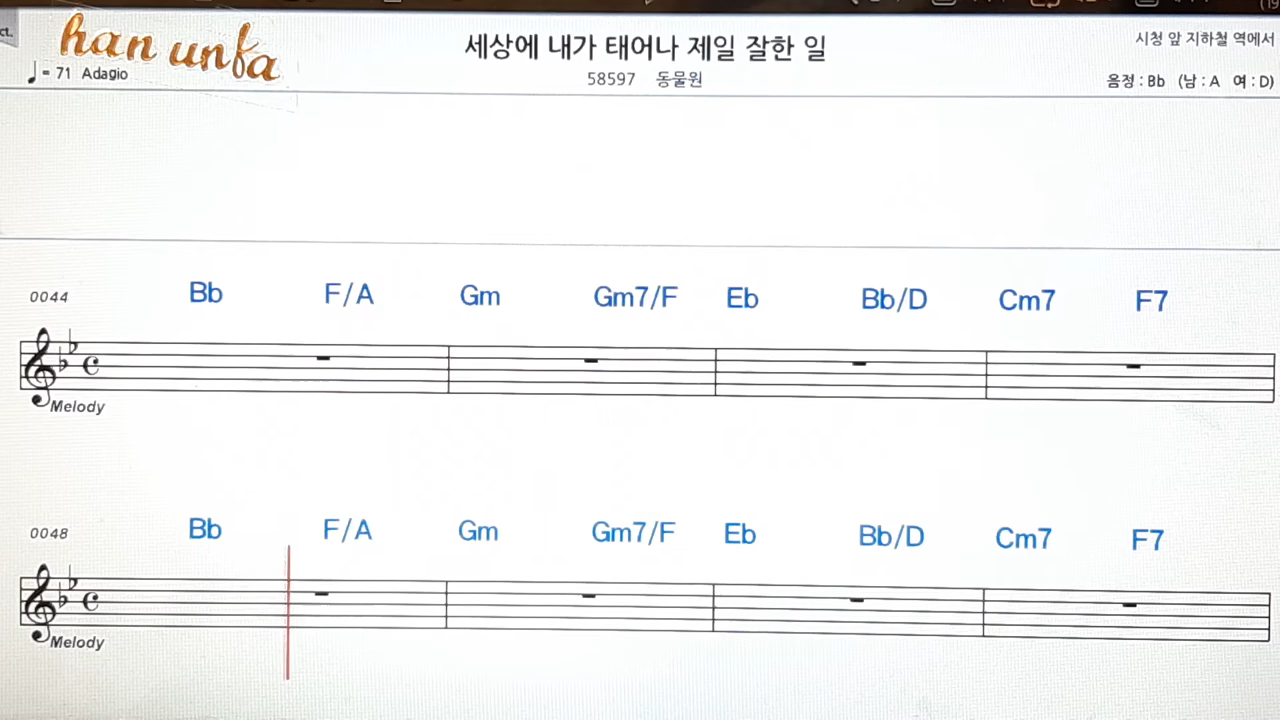 ct.
han unfa
세상에 내가 태어나 제일 잘한 일
시청 앞 지하철 역에서
= 71 Adagio
58597 동물원
음정 : Bb (남 : A 여 : D)
0044 Bb F/A Gm Gm7/F Eb Bb/D Cm7 F7
Melody
0048 Bb F/A Gm Gm7/F Eb Bb/D Cm7 F7
Melody